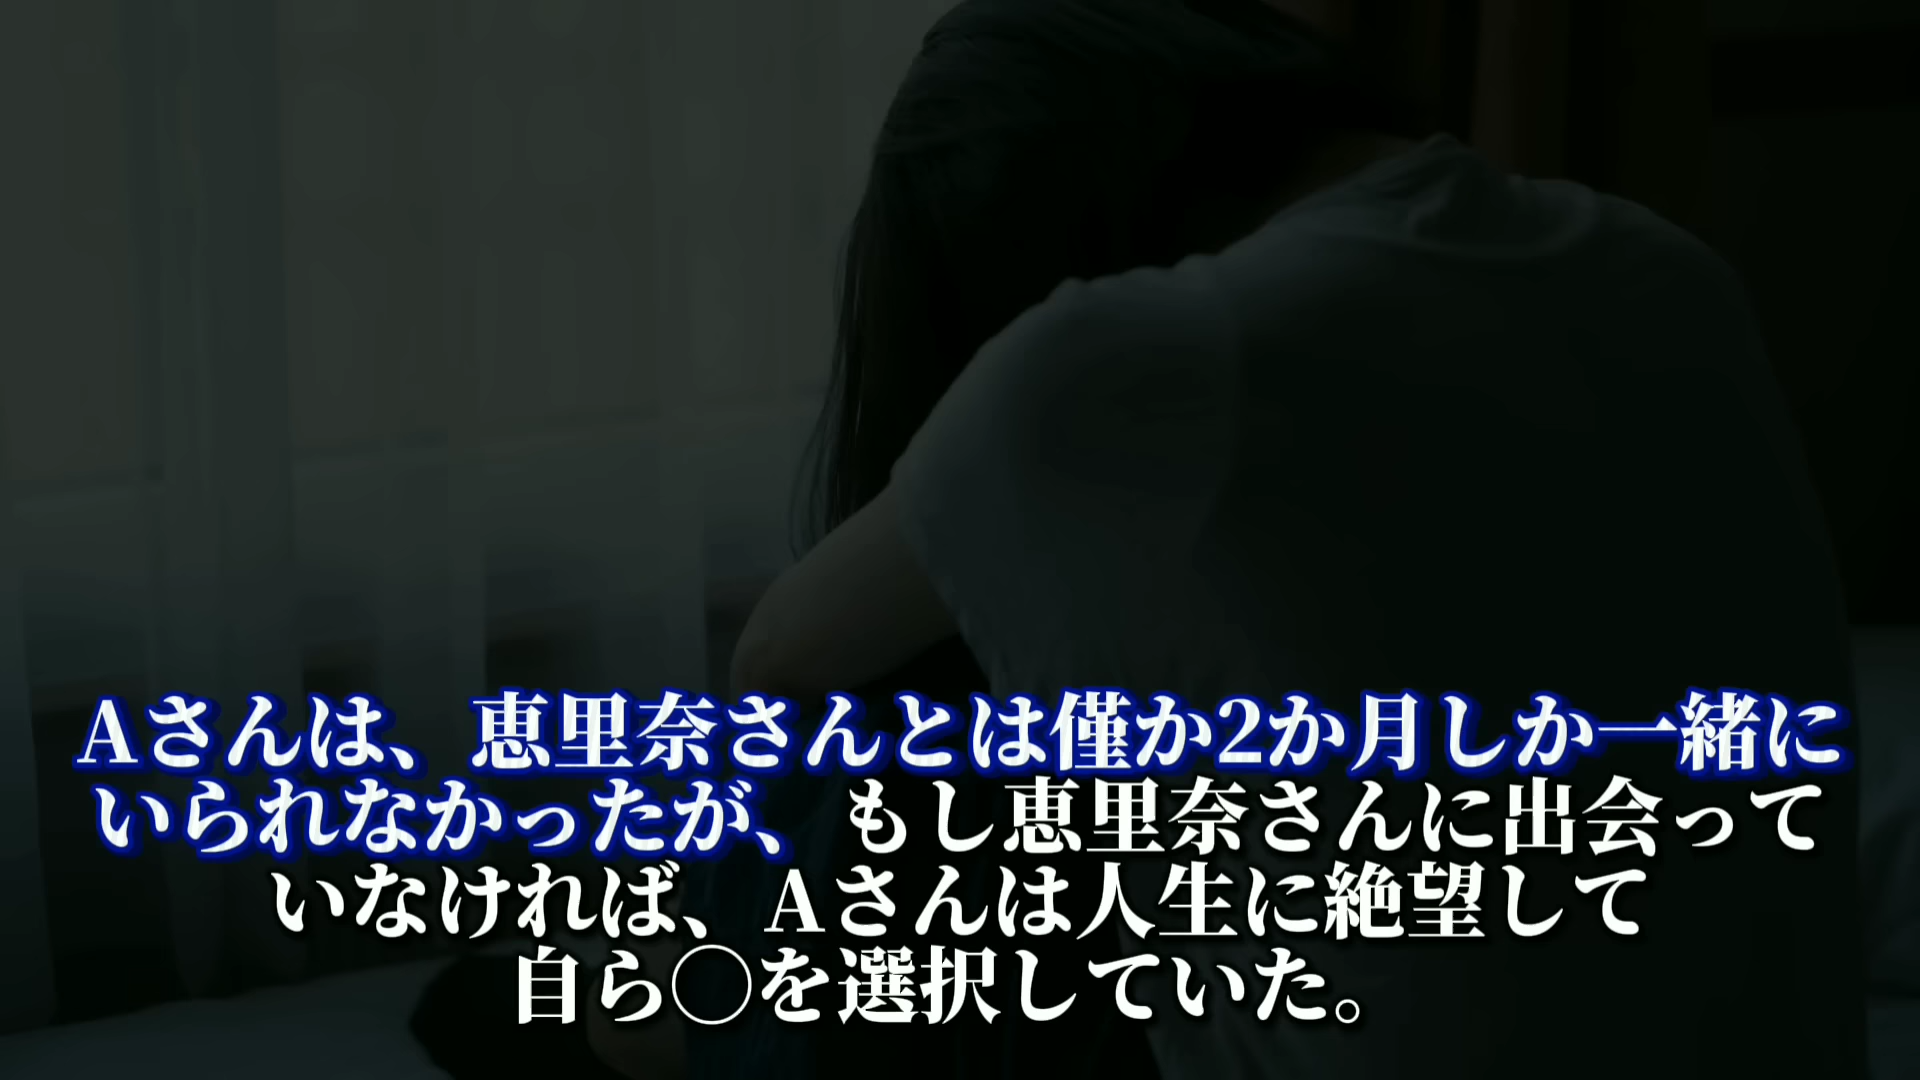 Aさんは、恵里奈さんとは僅か2か月しか一緒に
いられなかったが、もし恵里奈さんに出会って
いなければ、Aさんは人生に絶望して
自ら◯を選択していた。